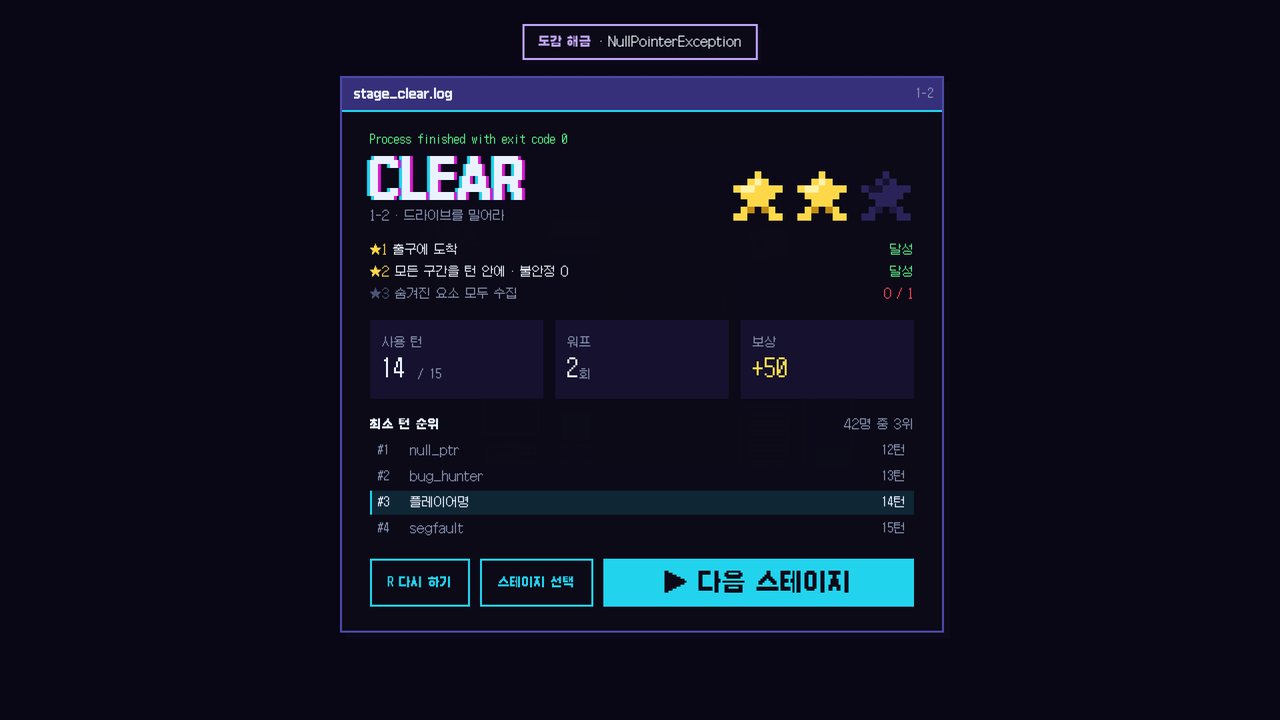 도감 해금 · NullPointerException
stage_clear.log 1-2
Process finished with exit code 0
CLEAR
1-2 · 드라이브를 밀어라
★1 출구에 도착 달성
★2 모든 구간을 턴 안에 · 불안정 0 달성
★3 숨겨진 요소 모두 수집 0 / 1
사용 턴 워프 보상
14 / 15 2회 +50
최소 턴 순위 42명 중 3위
#1 null_ptr 12턴
#2 bug_hunter 13턴
#3 플레이어명 14턴
#4 segfault 15턴
R 다시 하기 스테이지 선택 ▶ 다음 스테이지